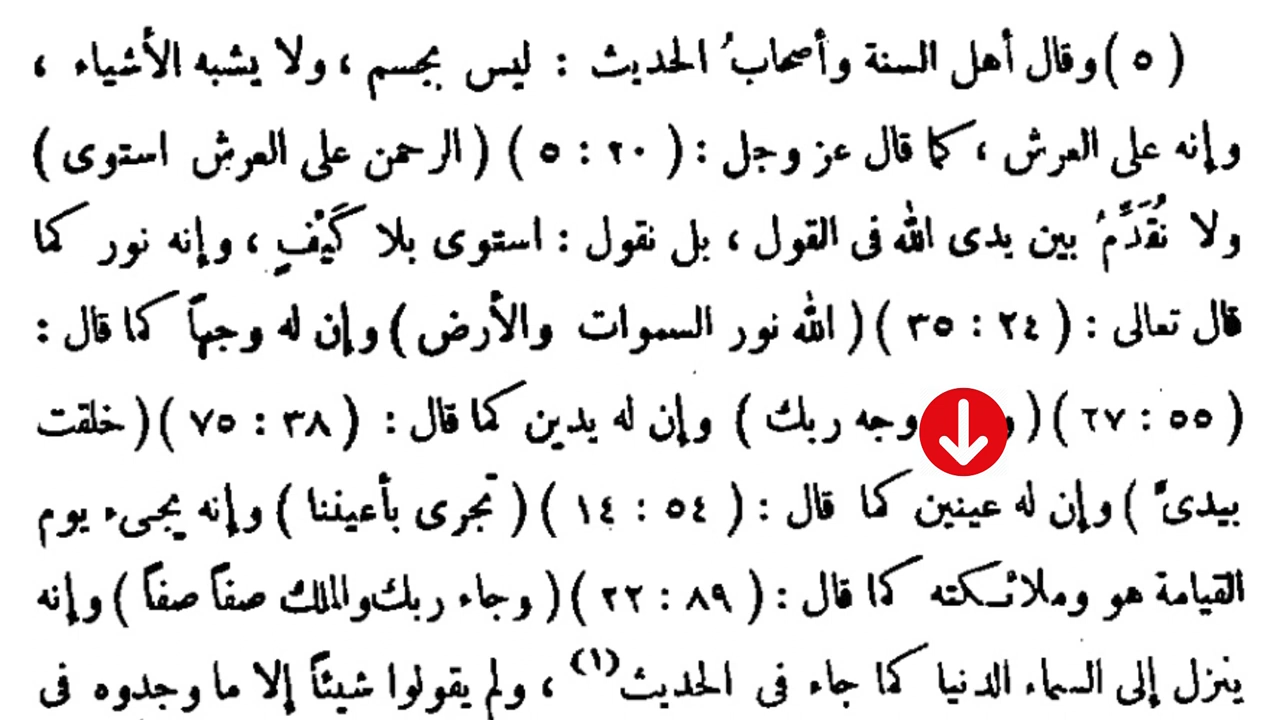 (٥) وقال أهل السنة وأصحابُ الحديث : ليس بجسم ، ولا يشبه الأشياء ،
وإنه على العرش ، كما قال عز وجل : (٢٠ : ٥) (الرحمن على العرش استوى)
ولا نُقَدِّمُ بين يدى الله فى القول ، بل نقول : استوى بلا كَيْفٍ ، وإنه نور كما
قال تعالى : (٢٤ : ٣٥) (الله نور السموات والأرض) وإن له وجهاً كما قال :
(٥٥ : ٢٧) ( وجه ربك) وإن له يدين كما قال : (٣٨ : ٧٥) (خلقت
بيدىَّ) وإن له عينين كما قال : (٥٤ : ١٤) (تجرى بأعيننا) وإنه يجىء يوم
القيامة هو وملائكته كما قال : (٨٩ : ٢٢) (وجاء ربك والملك صفاً صفاً) وإنه
ينزل إلى السماء الدنيا كما جاء فى الحديث(١) ، ولم يقولوا شيئاً إلا ما وجدوه فى